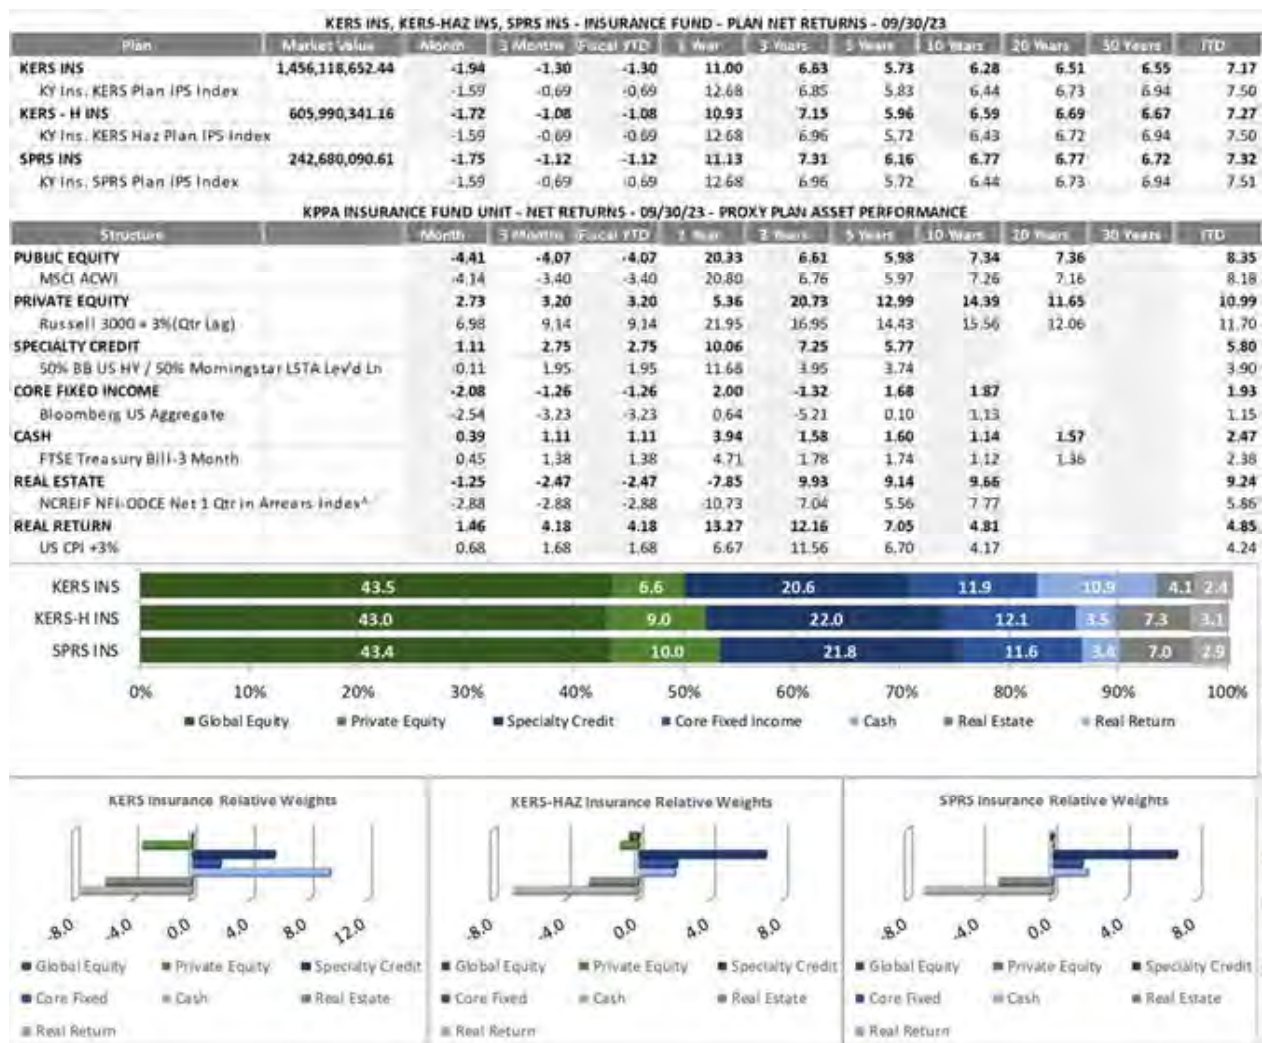 KERS INS, KERS-HAZ INS, SPRS INS - INSURANCE FUND - PLAN NET RETURNS - 09/30/23
Plan Market Value Month 3 Months Fiscal YTD 1 Year 3 Years 5 Years 10 Years 20 Years 30 Years ITD
KERS INS 1,456,118,652.44 -1.94 -1.30 -1.30 11.00 6.63 5.73 6.28 6.51 6.55 7.17
KY Ins. KERS Plan IPS Index -1.59 -0.69 -0.69 12.68 6.85 5.83 6.44 6.73 6.94 7.50
KERS - H INS 605,990,341.16 -1.72 -1.08 -1.08 10.93 7.15 5.96 6.59 6.69 6.67 7.27
KY Ins. KERS Haz Plan IPS Index -1.59 -0.69 -0.69 12.68 6.96 5.72 6.43 6.72 6.94 7.50
SPRS INS 242,680,090.61 -1.75 -1.12 -1.12 11.13 7.31 6.16 6.77 6.77 6.72 7.32
KY Ins. SPRS Plan IPS Index -1.59 -0.69 -0.69 12.68 6.96 5.72 6.44 6.73 6.94 7.51
KPPA INSURANCE FUND UNIT - NET RETURNS - 09/30/23 - PROXY PLAN ASSET PERFORMANCE
Structure Month 3 Months Fiscal YTD 1 Year 3 Years 5 Years 10 Years 20 Years 30 Years ITD
PUBLIC EQUITY -4.41 -4.07 -4.07 20.33 6.61 5.98 7.34 7.36 8.35
MSCI ACWI -4.14 -3.40 -3.40 20.80 6.76 5.97 7.26 7.16 8.18
PRIVATE EQUITY 2.73 3.20 3.20 5.36 20.73 12.99 14.39 11.65 10.99
Russell 3000 + 3%(Qtr Lag) 6.98 9.14 9.14 21.95 16.95 14.43 15.56 12.06 11.70
SPECIALTY CREDIT 1.11 2.75 2.75 10.06 7.25 5.77 5.80
50% BB US HY / 50% Morningstar LSTA Lev'd Ln 0.11 1.95 1.95 11.68 3.95 3.74 3.90
CORE FIXED INCOME -2.08 -1.26 -1.26 2.00 -1.32 1.68 1.87 1.93
Bloomberg US Aggregate -2.54 -3.23 -3.23 0.64 -5.21 0.10 1.13 1.15
CASH 0.39 1.11 1.11 3.94 1.58 1.60 1.14 1.57 2.47
FTSE Treasury Bill-3 Month 0.45 1.38 1.38 4.71 1.78 1.74 1.12 1.36 2.38
REAL ESTATE -1.25 -2.47 -2.47 -7.85 9.93 9.14 9.66 9.24
NCREIF NFI-ODCE Net 1 Qtr in Arrears Index^ -2.88 -2.88 -2.88 -10.73 7.04 5.56 7.77 5.86
REAL RETURN 1.46 4.18 4.18 13.27 12.16 7.05 4.81 4.85
US CPI +3% 0.68 1.68 1.68 6.67 11.56 6.70 4.17 4.24
KERS INS 43.5 6.6 20.6 11.9 10.9 4.1 2.4
KERS-H INS 43.0 9.0 22.0 12.1 3.5 7.3 3.1
SPRS INS 43.4 10.0 21.8 11.6 3.4 7.0 2.9
0% 10% 20% 30% 40% 50% 60% 70% 80% 90% 100%
Global Equity Private Equity Specialty Credit Core Fixed Income Cash Real Estate Real Return
KERS Insurance Relative Weights
-8.0 -4.0 0.0 4.0 8.0 12.0
Global Equity Private Equity Specialty Credit
Core Fixed Cash Real Estate
Real Return
KERS-HAZ Insurance Relative Weights
-8.0 -4.0 0.0 4.0 8.0
Global Equity Private Equity Specialty Credit
Core Fixed Cash Real Estate
Real Return
SPRS Insurance Relative Weights
-8.0 -4.0 0.0 4.0 8.0
Global Equity Private Equity Specialty Credit
Core Fixed Cash Real Estate
Real Return